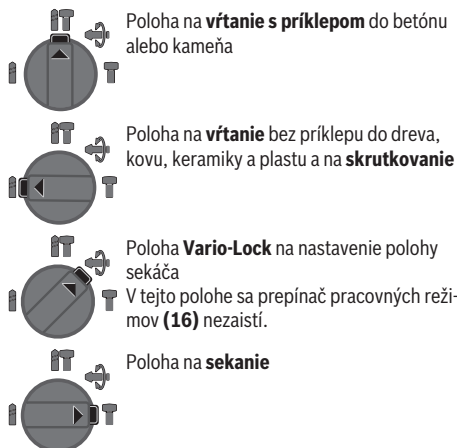 Poloha na vŕtanie s príklepom do betónu
alebo kameňa
Poloha na vŕtanie bez príklepu do dreva,
kovu, keramiky a plastu a na skrutkovanie
Poloha Vario-Lock na nastavenie polohy
sekáča
V tejto polohe sa prepínač pracovných reži-
mov (16) nezaistí.
Poloha na sekanie